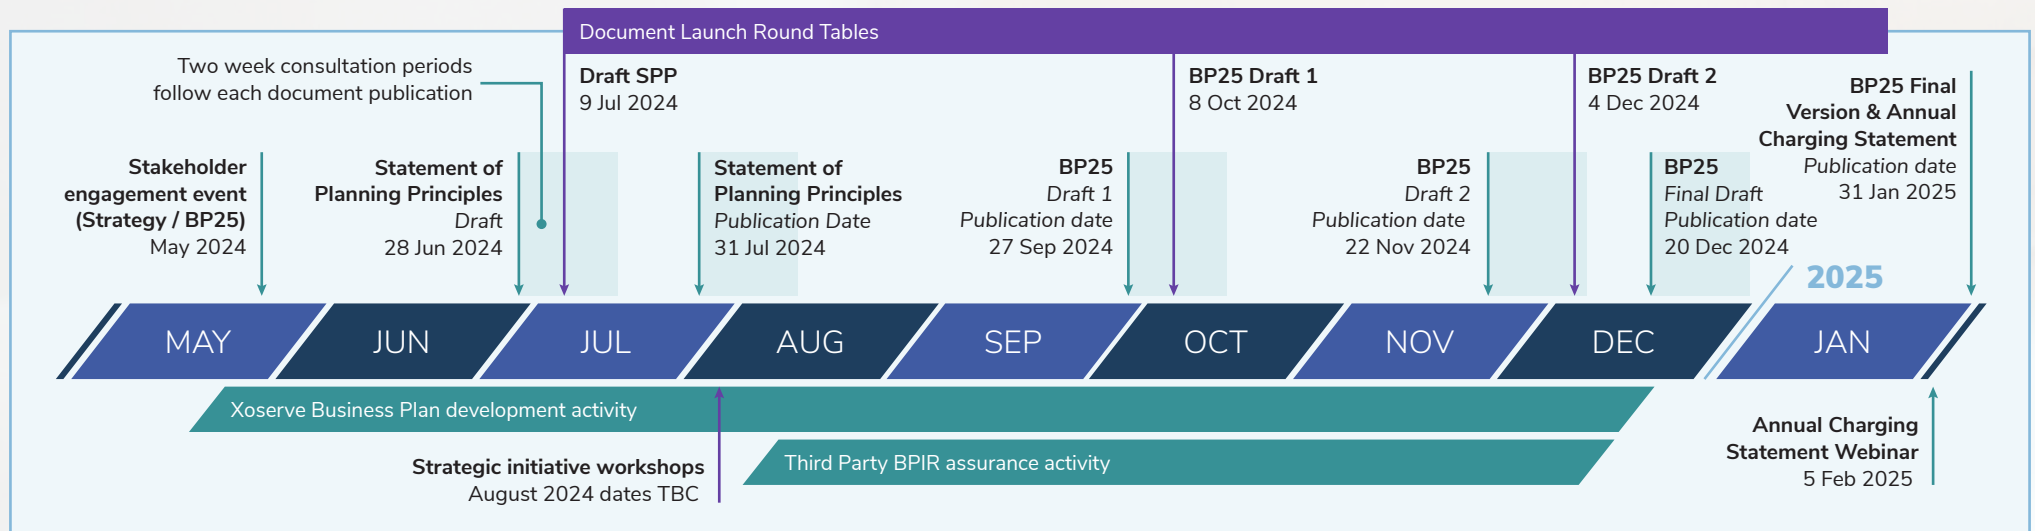 Document Launch Round Tables
Two week consultation periods
follow each document publication
Draft SPP
9 Jul 2024
BP25 Draft 1
8 Oct 2024
BP25 Draft 2
4 Dec 2024
BP25 Final
Version & Annual
Charging Statement
Publication date
31 Jan 2025
Stakeholder
engagement event
(Strategy / BP25)
May 2024
Statement of
Planning Principles
Draft
28 Jun 2024
Statement of
Planning Principles
Publication Date
31 Jul 2024
BP25
Draft 1
Publication date
27 Sep 2024
BP25
Draft 2
Publication date
22 Nov 2024
BP25
Final Draft
Publication date
20 Dec 2024
2025
MAY
JUN
JUL
AUG
SEP
OCT
NOV
DEC
JAN
Xoserve Business Plan development activity
Third Party BPIR assurance activity
Strategic initiative workshops
August 2024 dates TBC
Annual Charging
Statement Webinar
5 Feb 2025